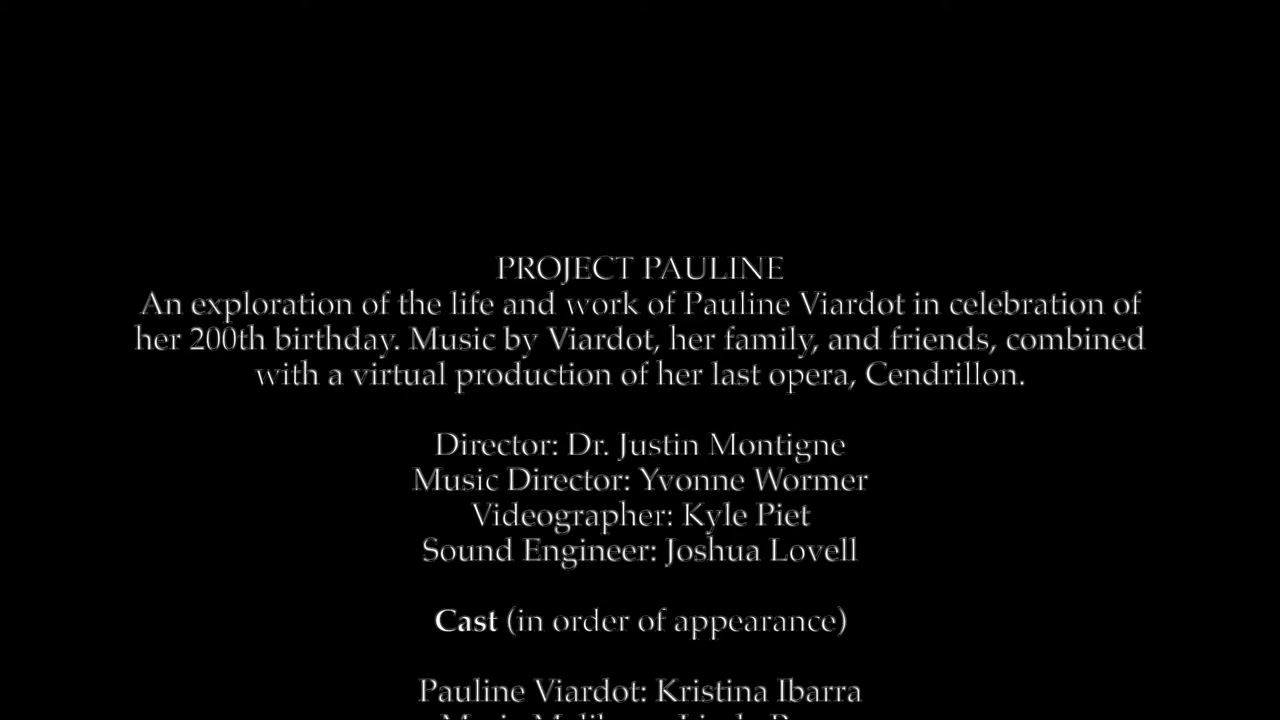 PROJECT PAULINE
An exploration of the life and work of Pauline Viardot in celebration of
her 200th birthday. Music by Viardot, her family, and friends, combined
with a virtual production of her last opera, Cendrillon.
Director: Dr. Justin Montigne
Music Director: Yvonne Wormer
Videographer: Kyle Piet
Sound Engineer: Joshua Lovell
Cast (in order of appearance)
Pauline Viardot: Kristina Ibarra